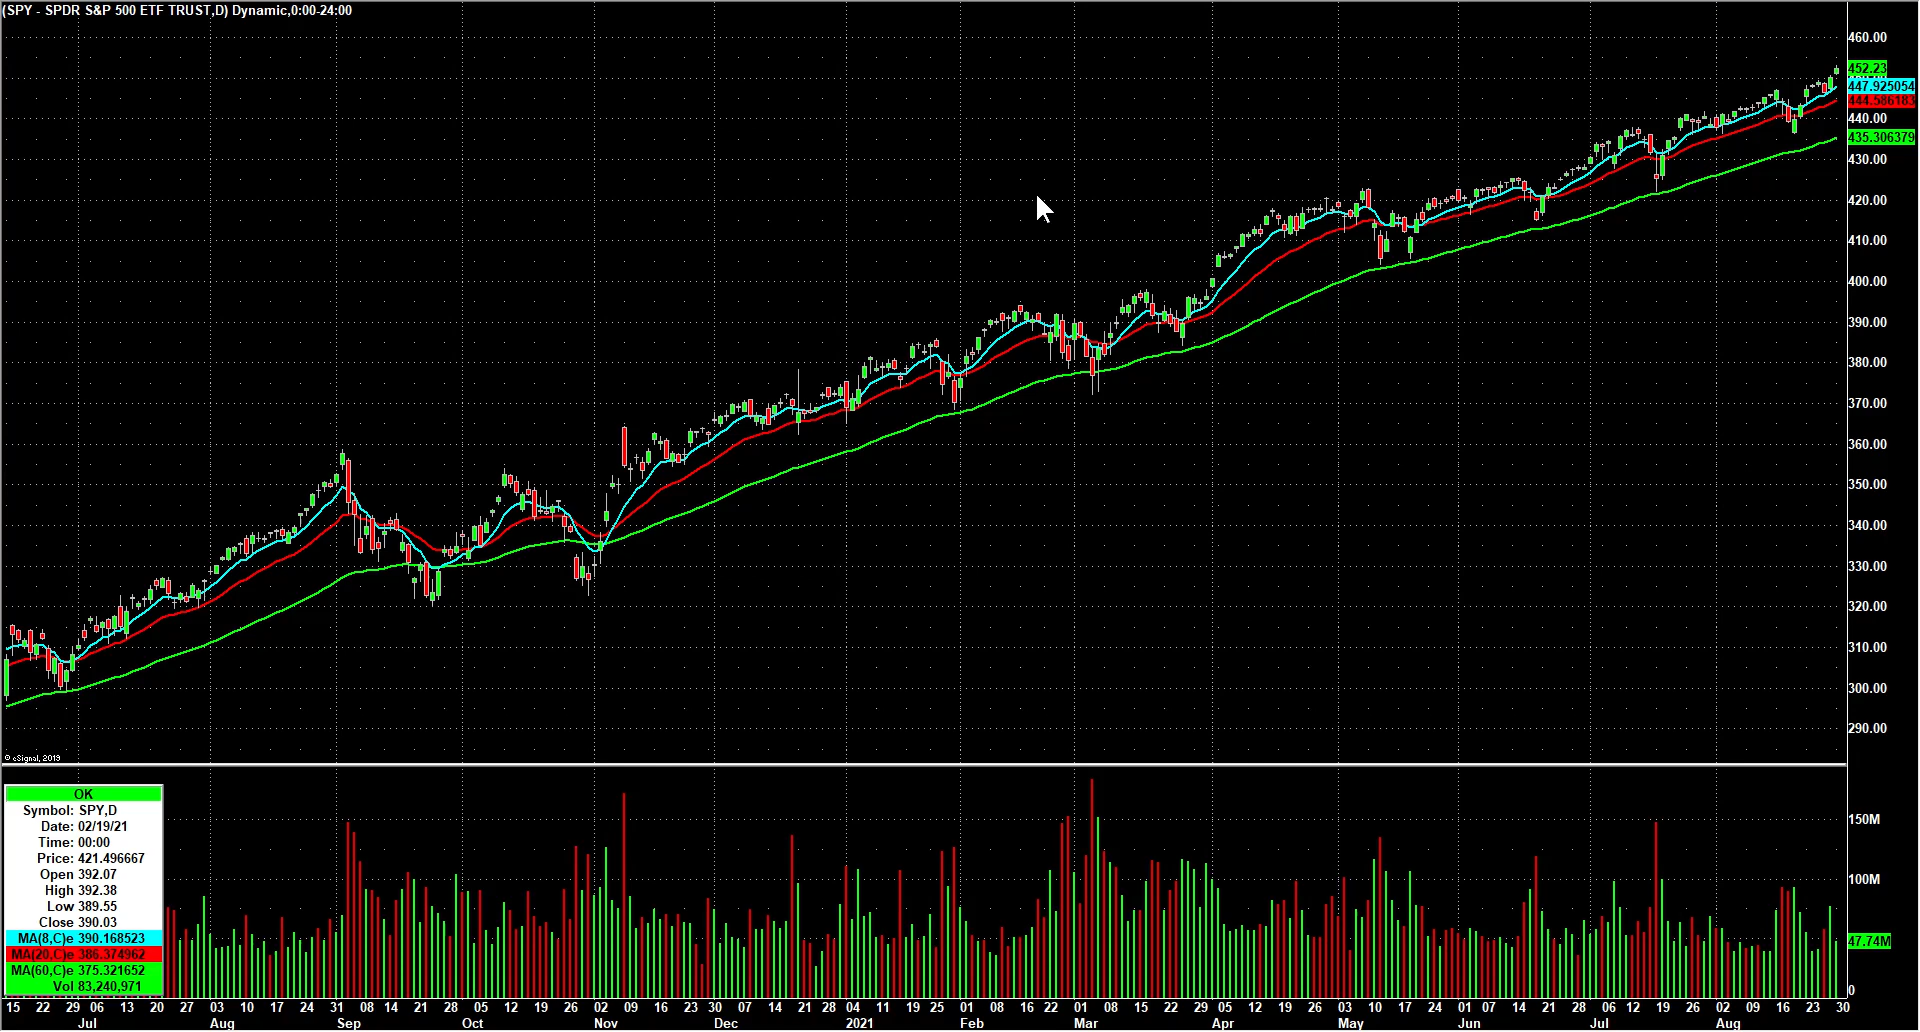 (SPY - SPDR S&P 500 ETF TRUST,D) Dynamic,0:00-24:00
460.00
452.23
447.925054
444.586183
440.00
435.306379
430.00
420.00
410.00
400.00
390.00
380.00
370.00
360.00
350.00
340.00
330.00
320.00
310.00
300.00
290.00
© eSignal, 2019
OK
Symbol: SPY,D
Date: 02/19/21
Time: 00:00
Price: 421.496667
Open 392.07
High 392.38
Low 389.55
Close 390.03
MA(8,C)e 390.168523
MA(20,C)e 386.374962
MA(60,C)e 375.321652
Vol 83,240,971
150M
100M
47.74M
0
15 22 29 06 13 20 27 03 10 17 24 31 08 14 21 28 05 12 19 26 02 09 16 23 30 07 14 21 28 04 11 19 25 01 08 16 22 01 08 15 22 29 05 12 19 26 03 10 17 24 01 07 14 21 28 06 12 19 26 02 09 16 23 30
Jul Aug Sep Oct Nov Dec 2021 Feb Mar Apr May Jun Jul Aug